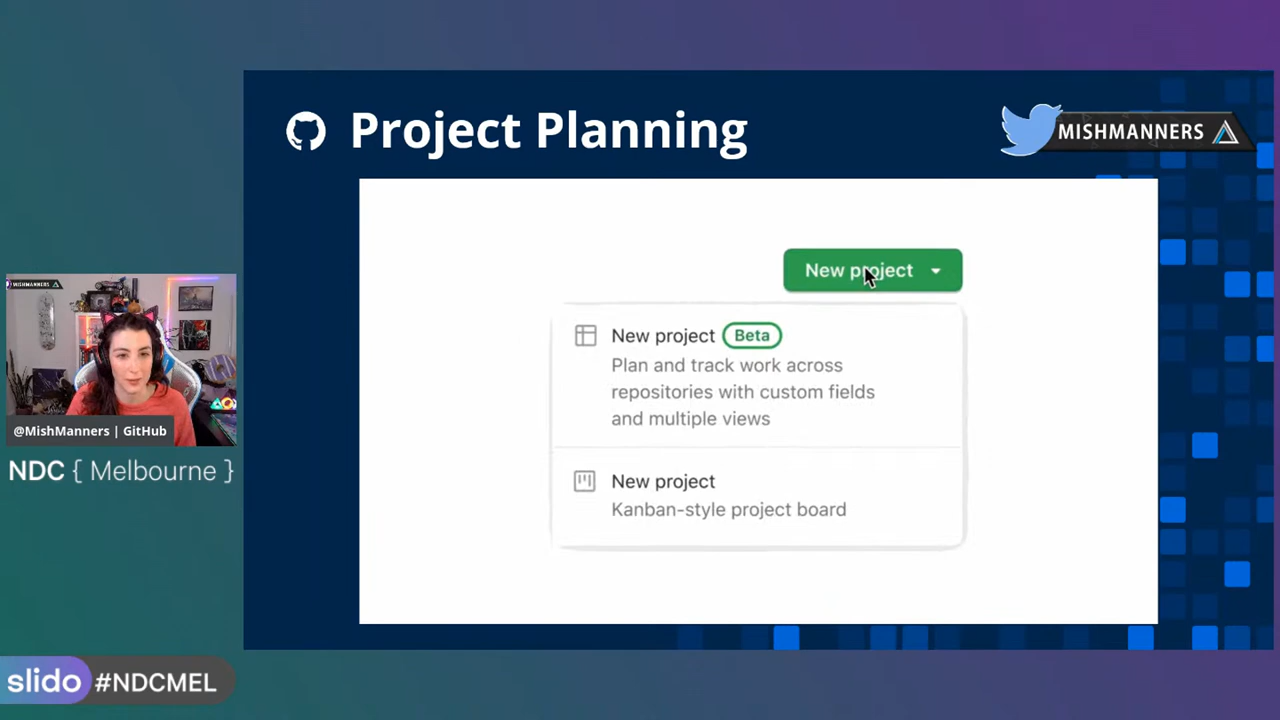 Project Planning
MISHMANNERS
New project
New project Beta
Plan and track work across
repositories with custom fields
and multiple views
New project
Kanban-style project board
MISHMANNERS
@MishManners | GitHub
NDC { Melbourne }
slido #NDCMEL